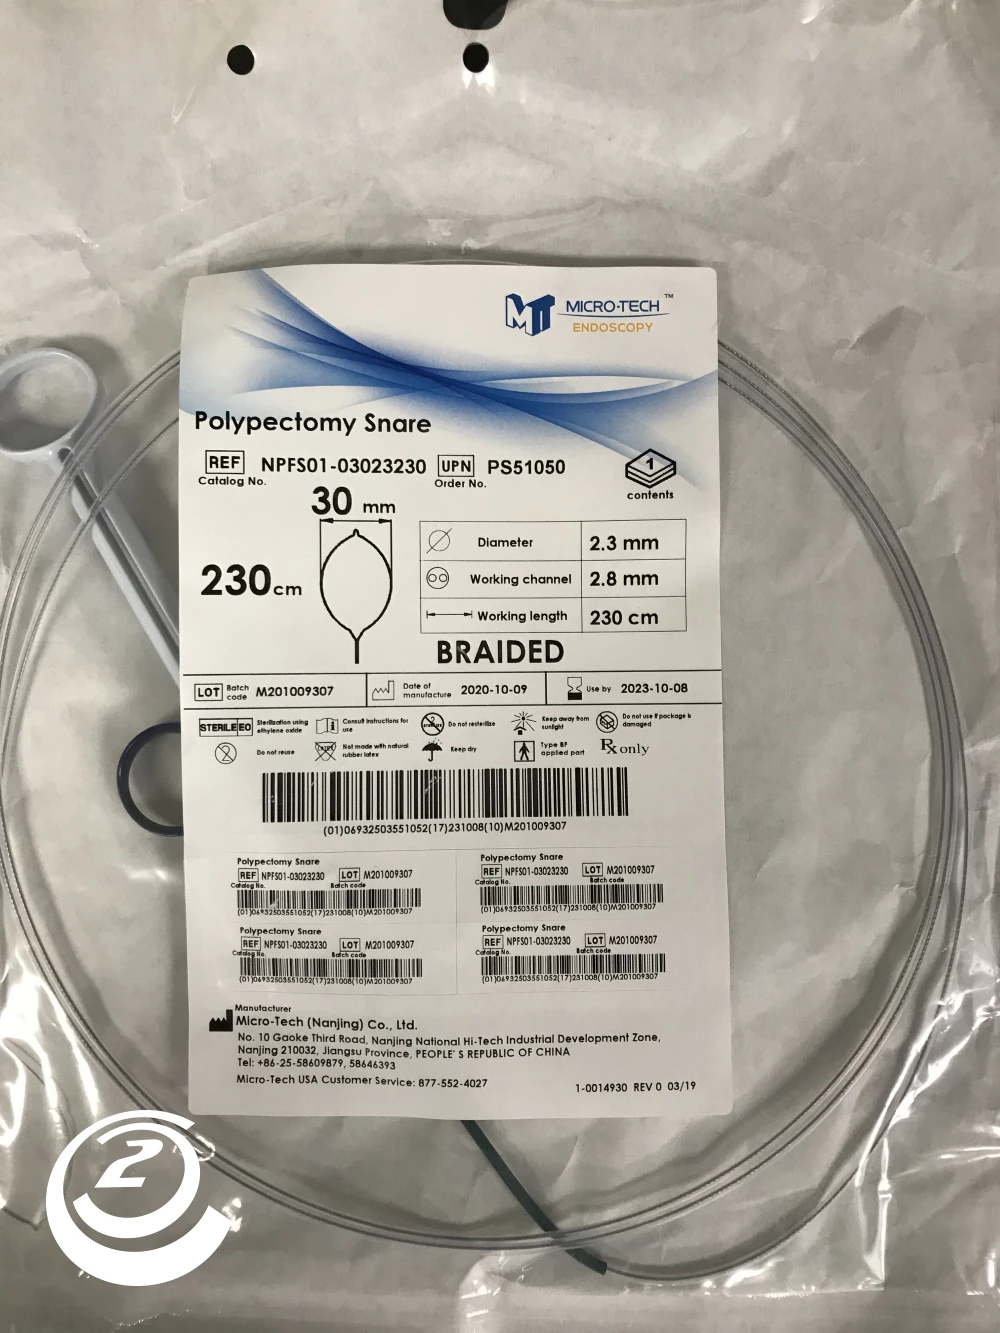 MT MICRO-TECH™
ENDOSCOPY
Polypectomy Snare
REF NPFS01-03023230 UPN PS51050
Catalog No. Order No.
1
contents
30 mm
230cm
Diameter 2.3 mm
Working channel 2.8 mm
Working length 230 cm
BRAIDED
LOT Batch code M201009307
Date of manufacture 2020-10-09
Use by 2023-10-08
STERILE EO Sterilization using ethylene oxide
Consult instructions for use
Do not resterilize
Keep away from sunlight
Do not use if package is damaged
2 Do not reuse
LATEX Not made with natural rubber latex
Keep dry
Type BF applied part
Rx only
(01)06932503551052(17)231008(10)M201009307
Polypectomy Snare
REF NPFS01-03023230 LOT M201009307
Catalog No. Batch code
(01)06932503551052(17)231008(10)M201009307
Polypectomy Snare
REF NPFS01-03023230 LOT M201009307
Catalog No. Batch code
(01)06932503551052(17)231008(10)M201009307
Polypectomy Snare
REF NPFS01-03023230 LOT M201009307
Catalog No. Batch code
(01)06932503551052(17)231008(10)M201009307
Polypectomy Snare
REF NPFS01-03023230 LOT M201009307
Catalog No. Batch code
(01)06932503551052(17)231008(10)M201009307
Manufacturer
Micro-Tech (Nanjing) Co., Ltd.
No. 10 Gaoke Third Road, Nanjing National Hi-Tech Industrial Development Zone,
Nanjing 210032, Jiangsu Province, PEOPLE' S REPUBLIC OF CHINA
Tel: +86-25-58609879, 58646393
Micro-Tech USA Customer Service: 877-552-4027
1-0014930 REV 0 03/19
2